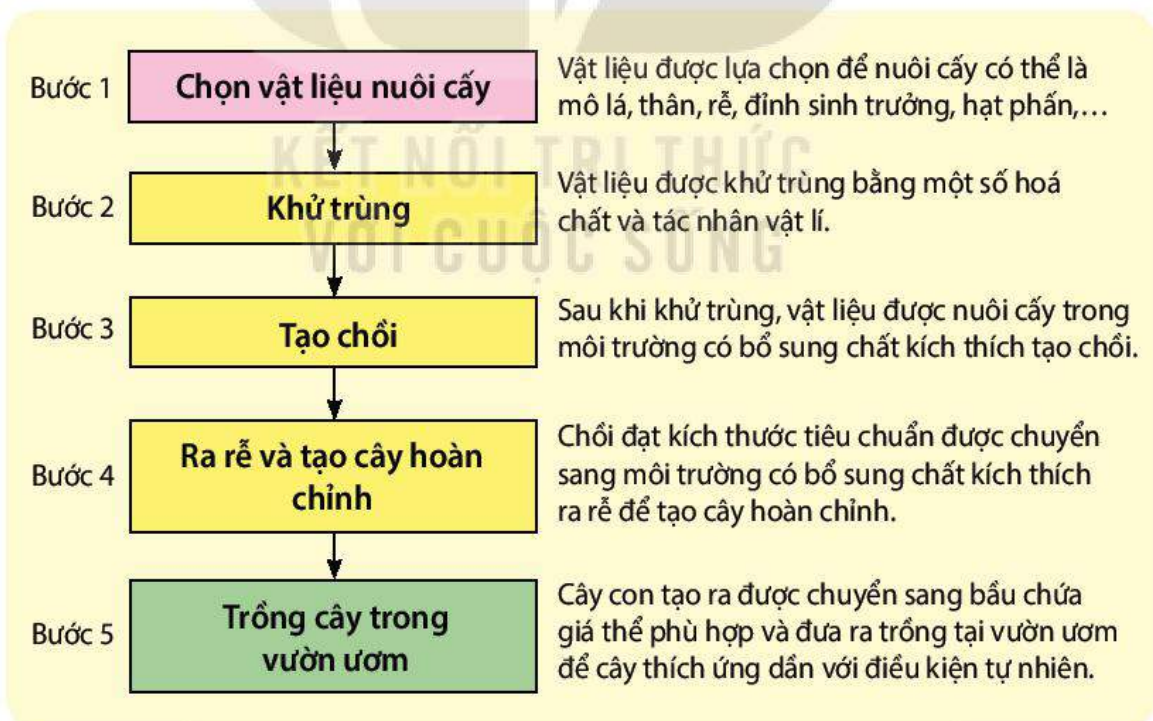 Bước 1
Chọn vật liệu nuôi cấy
Vật liệu được lựa chọn để nuôi cấy có thể là
mô lá, thân, rễ, đỉnh sinh trưởng, hạt phấn,...
KẾT NỐI TRI THỨC
Bước 2
Khử trùng
Vật liệu được khử trùng bằng một số hoá
chất và tác nhân vật lí.
VỚI CUỘC SỐNG
Bước 3
Tạo chồi
Sau khi khử trùng, vật liệu được nuôi cấy trong
môi trường có bổ sung chất kích thích tạo chồi.
Bước 4
Ra rễ và tạo cây hoàn
chỉnh
Chồi đạt kích thước tiêu chuẩn được chuyển
sang môi trường có bổ sung chất kích thích
ra rễ để tạo cây hoàn chỉnh.
Bước 5
Trồng cây trong
vườn ươm
Cây con tạo ra được chuyển sang bầu chứa
giá thể phù hợp và đưa ra trồng tại vườn ươm
để cây thích ứng dần với điều kiện tự nhiên.